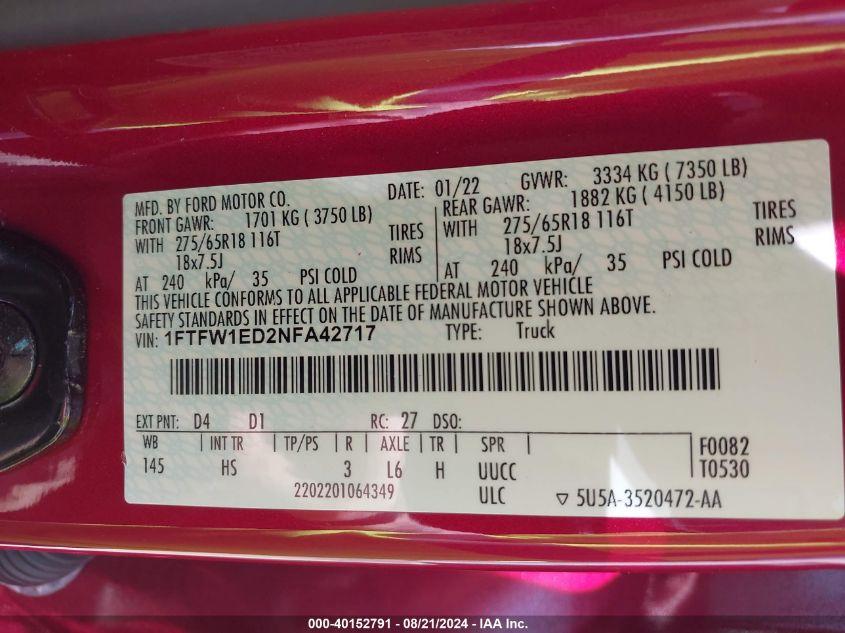 MFD. BY FORD MOTOR CO. DATE: 01/22 GVWR: 3334 KG ( 7350 LB)
FRONT GAWR: 1701 KG ( 3750 LB) REAR GAWR: 1882 KG ( 4150 LB)
WITH 275/65R18 116T TIRES WITH 275/65R18 116T TIRES
18x7.5J RIMS 18x7.5J RIMS
AT 240 kPa/ 35 PSI COLD AT 240 kPa/ 35 PSI COLD
THIS VEHICLE CONFORMS TO ALL APPLICABLE FEDERAL MOTOR VEHICLE
SAFETY STANDARDS IN EFFECT ON THE DATE OF MANUFACTURE SHOWN ABOVE.
VIN: 1FTFW1ED2NFA42717 TYPE: Truck
EXT PNT: D4 D1 RC: 27 DSO:
WB INT TR TP/PS R AXLE TR SPR F0082
145 HS 3 L6 H UUCC T0530
2202201064349 ULC ▽ 5U5A-3520472-AA
000-40152791 - 08/21/2024 - IAA Inc.